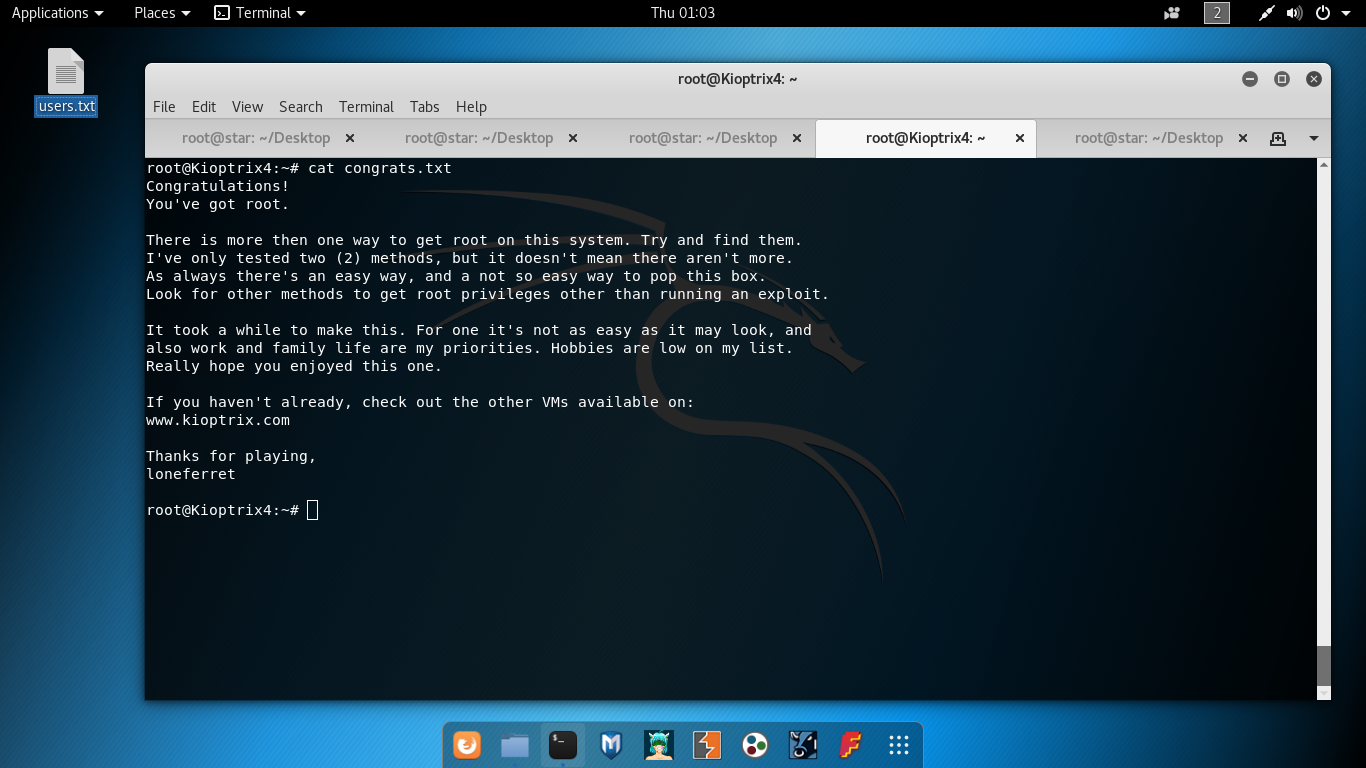 Applications Places Terminal Thu 01:03 2
users.txt
root@Kioptrix4: ~
File Edit View Search Terminal Tabs Help
root@star: ~/Desktop root@star: ~/Desktop root@star: ~/Desktop root@Kioptrix4: ~ root@star: ~/Desktop
root@Kioptrix4:~# cat congrats.txt
Congratulations!
You've got root.
There is more then one way to get root on this system. Try and find them.
I've only tested two (2) methods, but it doesn't mean there aren't more.
As always there's an easy way, and a not so easy way to pop this box.
Look for other methods to get root privileges other than running an exploit.
It took a while to make this. For one it's not as easy as it may look, and
also work and family life are my priorities. Hobbies are low on my list.
Really hope you enjoyed this one.
If you haven't already, check out the other VMs available on:
www.kioptrix.com
Thanks for playing,
loneferret
root@Kioptrix4:~#